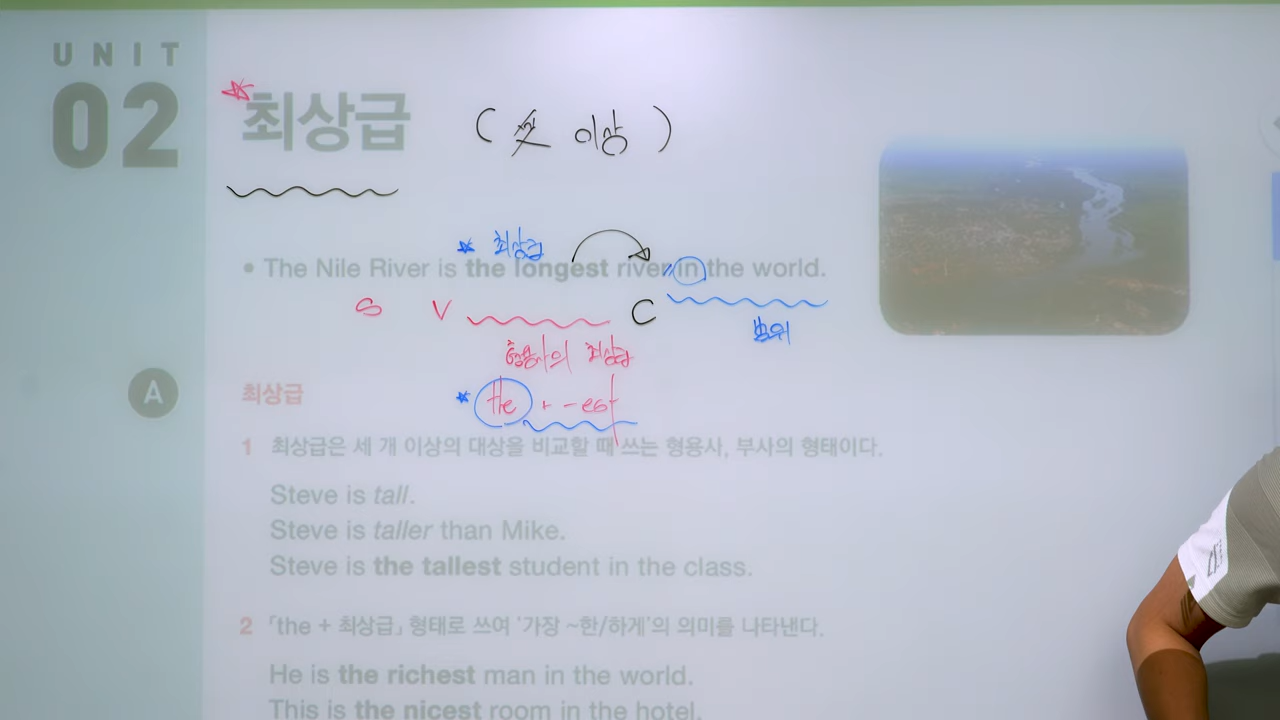 UNIT
02
최상급
( 이상 )
최상급
• The Nile River is the longest river in the world.
S V C
범위
형용사의 최상급
the + -est
A
최상급
1 최상급은 세 개 이상의 대상을 비교할 때 쓰는 형용사, 부사의 형태이다.
Steve is tall.
Steve is taller than Mike.
Steve is the tallest student in the class.
2 「the + 최상급」 형태로 쓰여 '가장 ~한/하게'의 의미를 나타낸다.
He is the richest man in the world.
This is the nicest room in the hotel.